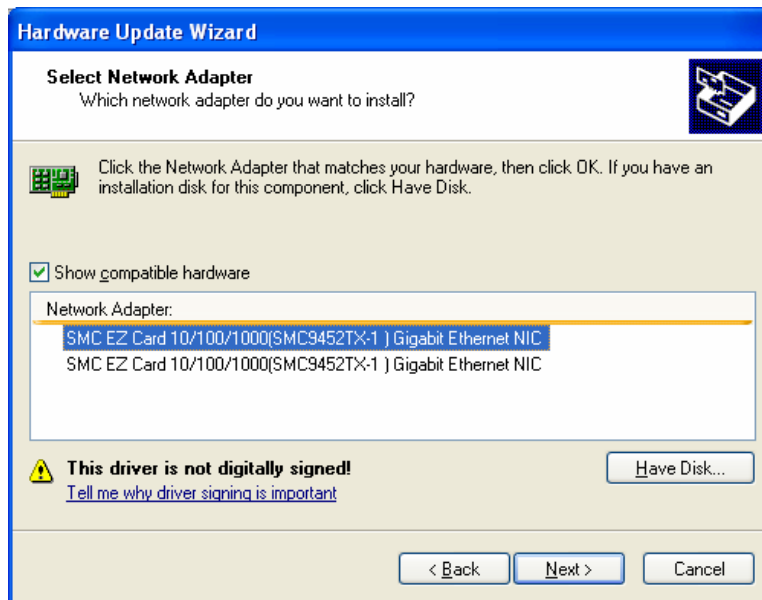 Hardware Update Wizard
Select Network Adapter
Which network adapter do you want to install?
Click the Network Adapter that matches your hardware, then click OK. If you have an
installation disk for this component, click Have Disk.
Show compatible hardware
Network Adapter:
SMC EZ Card 10/100/1000(SMC9452TX-1 ) Gigabit Ethernet NIC
SMC EZ Card 10/100/1000(SMC9452TX-1 ) Gigabit Ethernet NIC
This driver is not digitally signed!
Have Disk...
Tell me why driver signing is important
< Back
Next >
Cancel